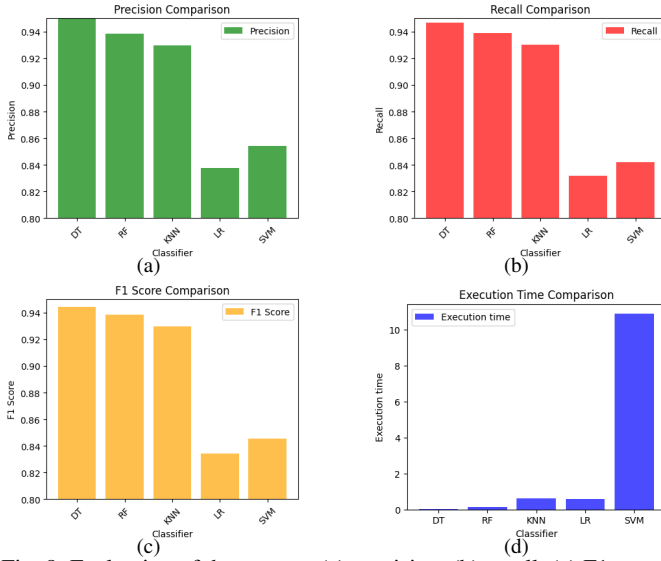 Precision Comparison
Precision
0.94
0.92
0.90
0.88
0.86
0.84
0.82
0.80
Precision
DT
RF
KNN
LR
SVM
Classifier
(a)
Recall Comparison
Recall
0.94
0.92
0.90
0.88
0.86
0.84
0.82
0.80
Recall
DT
RF
KNN
LR
SVM
Classifier
(b)
F1 Score Comparison
F1 Score
0.94
0.92
0.90
0.88
0.86
0.84
0.82
0.80
F1 Score
DT
RF
KNN
LR
SVM
Classifier
(c)
Execution Time Comparison
Execution time
10
8
6
4
2
0
Execution time
DT
RF
KNN
LR
SVM
Classifier
(d)